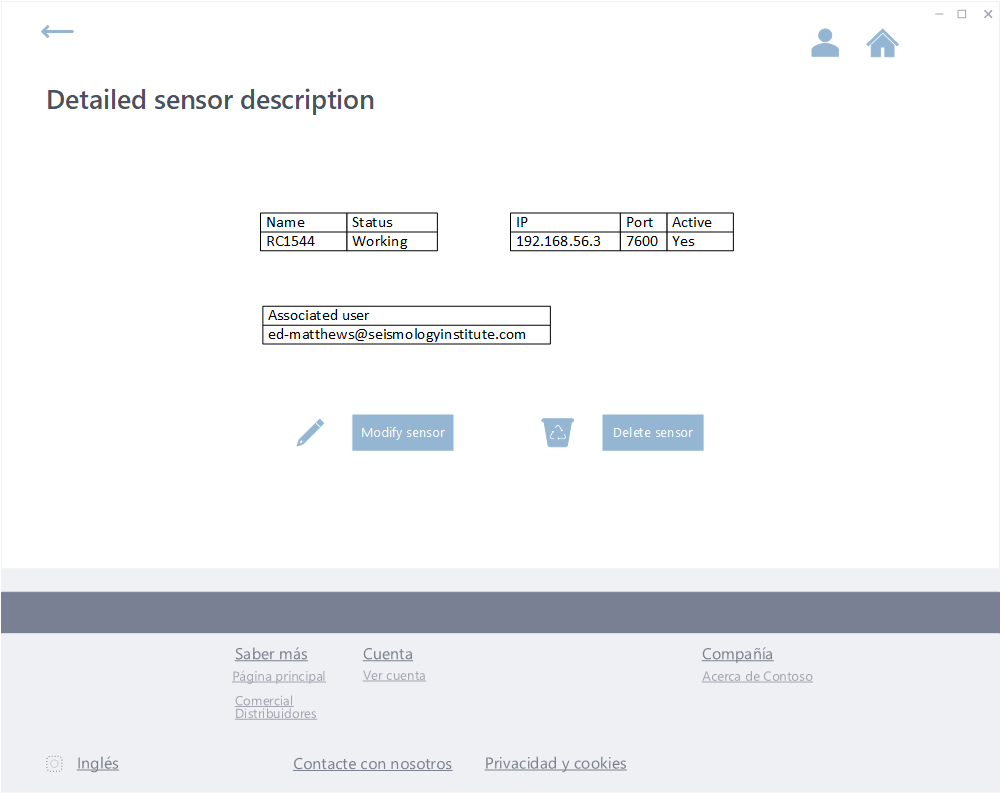 Detailed sensor description
Name Status
RC1544 Working
IP Port Active
192.168.56.3 7600 Yes
Associated user
ed-matthews@seismologyinstitute.com
Modify sensor
Delete sensor
Saber más
Página principal
Comercial
Distribuidores
Cuenta
Ver cuenta
Compañía
Acerca de Contoso
Inglés
Contacte con nosotros
Privacidad y cookies